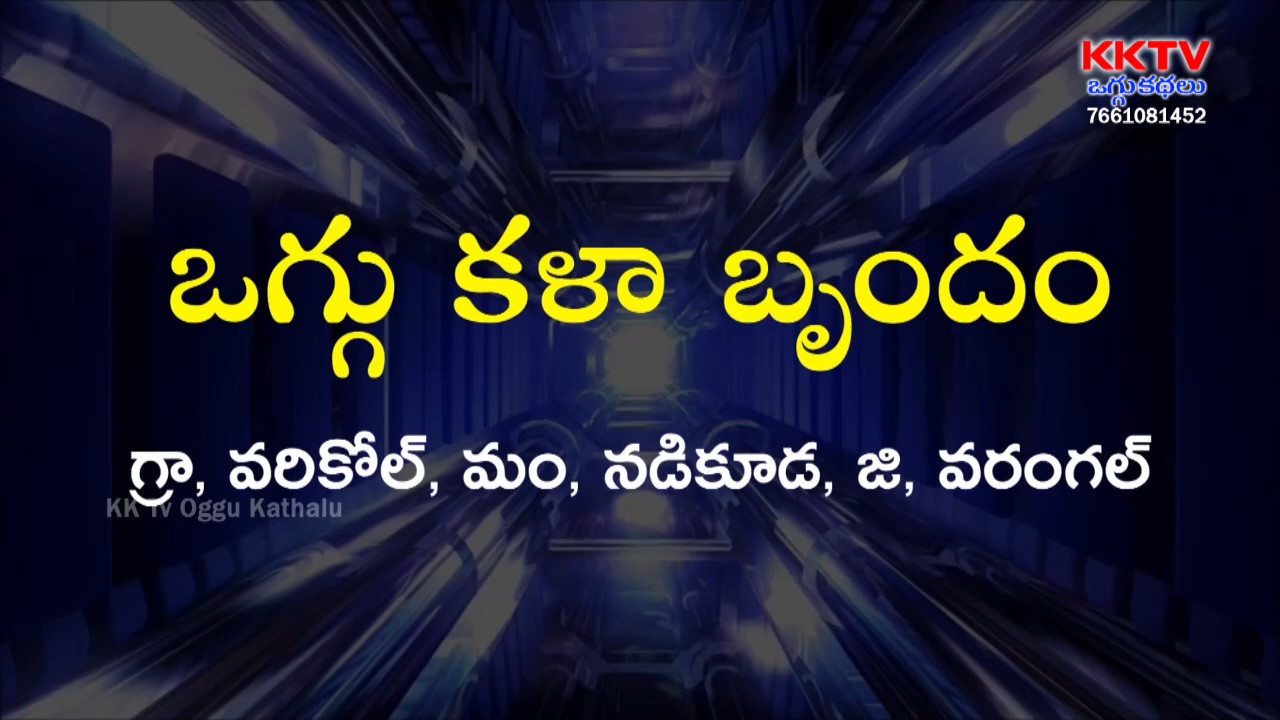 KKTV
ఒగ్గుకథలు
7661081452
ఒగ్గు కళా బృందం
గ్రా, వరికోల్, మం, నడికూడ, జి, వరంగల్
KK Tv Oggu Kathalu